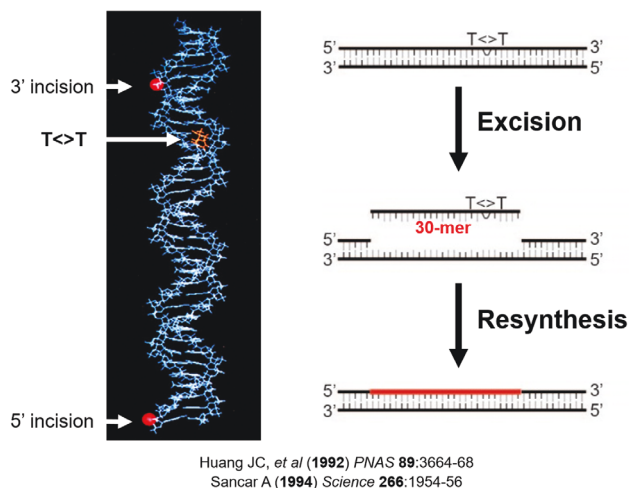 3’ incision
T<>T
5’ incision
T<>T
5’ 3’
3’ 5’
Excision
T<>T
30-mer
5’ 3’
3’ 5’
Resynthesis
5’ 3’
3’ 5’
Huang JC, et al (1992) PNAS 89:3664-68
Sancar A (1994) Science 266:1954-56